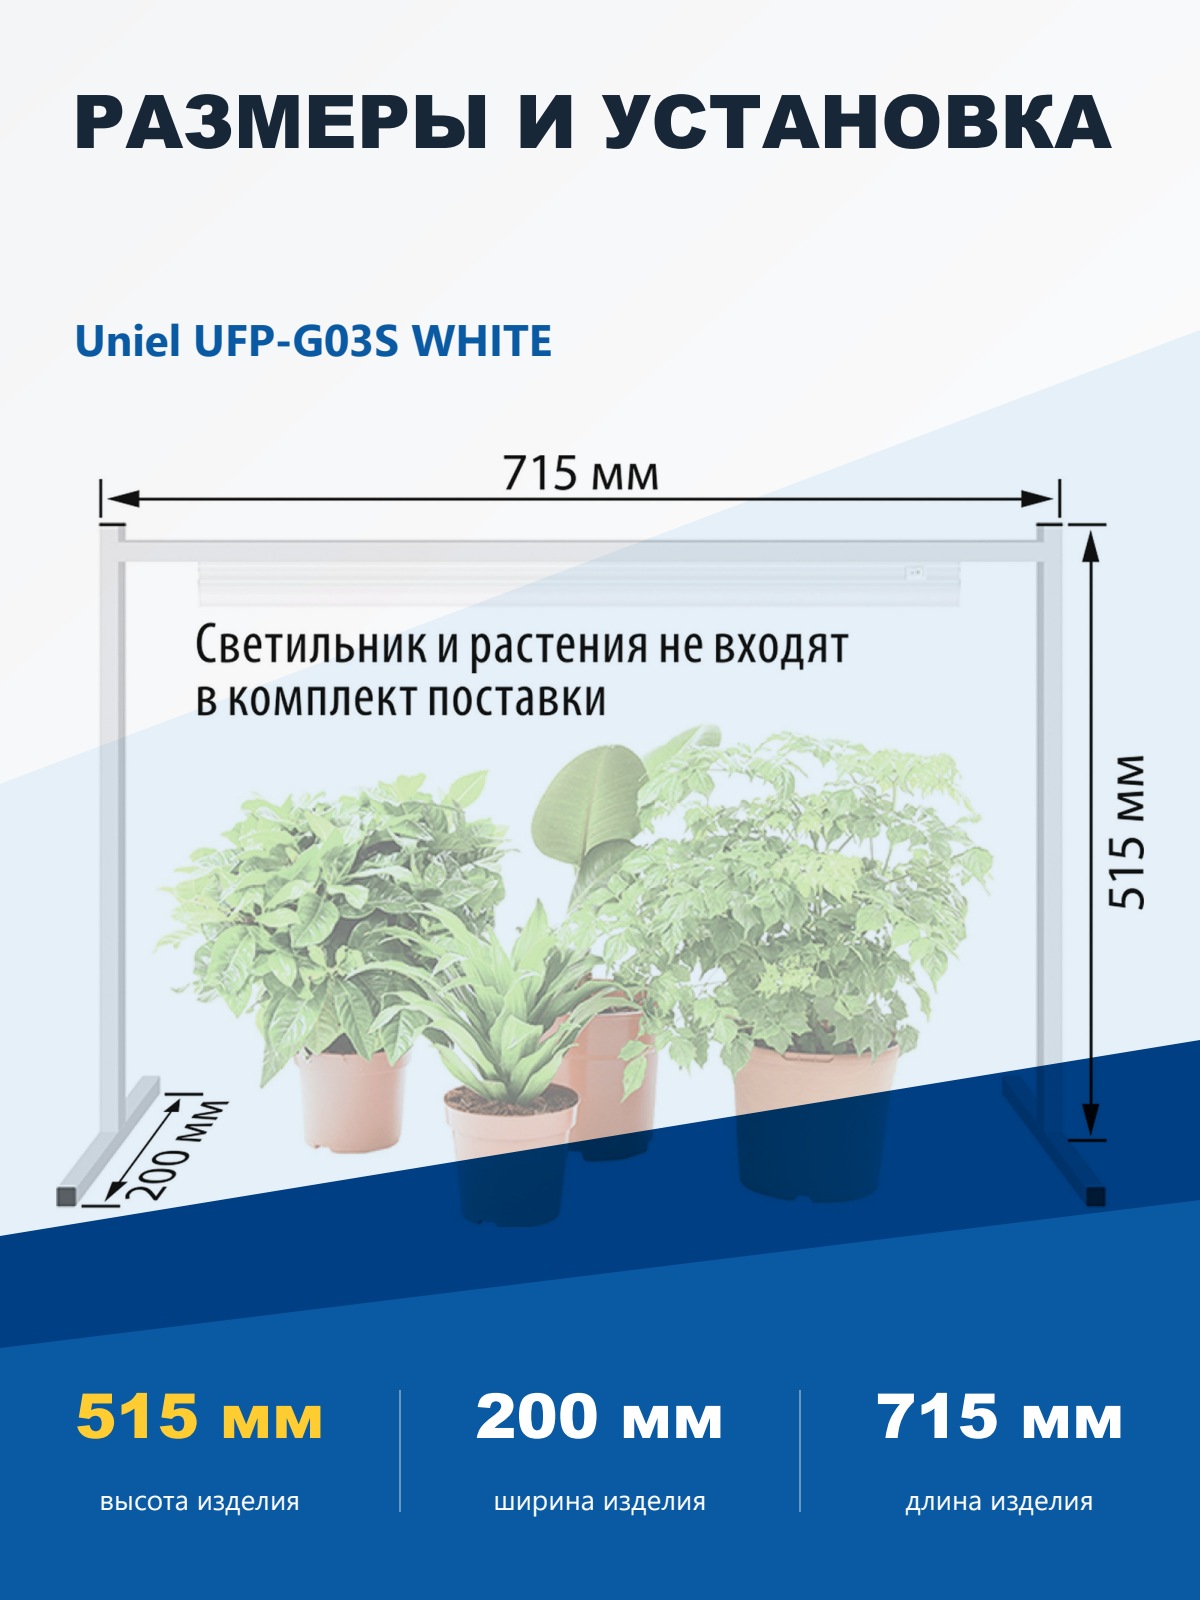 РАЗМЕРЫ И УСТАНОВКА
Uniel UFP-G03S WHITE
715 мм
Светильник и растения не входят
в комплект поставки
515 мм
200 мм
515 мм
200 мм
715 мм
высота изделия
ширина изделия
длина изделия